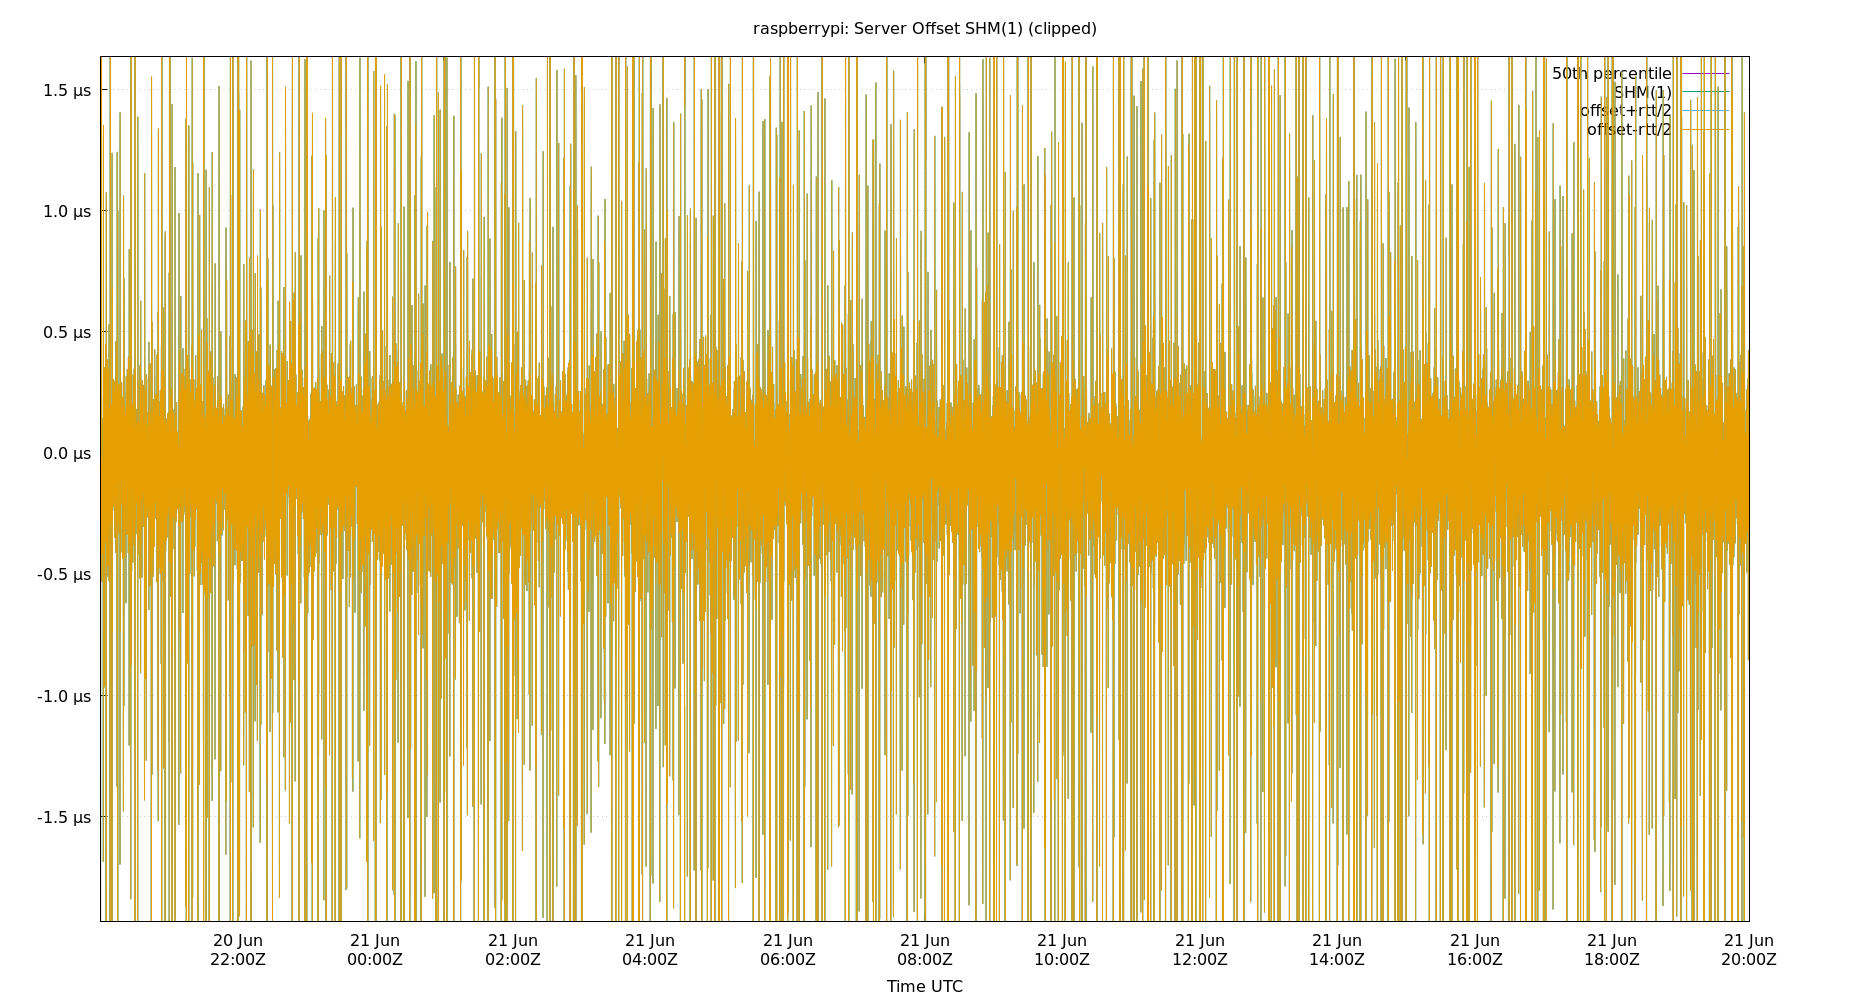 raspberrypi: Server Offset SHM(1) (clipped)
50th percentile
SHM(1)
offset+rtt/2
offset-rtt/2
1.5 µs
1.0 µs
0.5 µs
0.0 µs
-0.5 µs
-1.0 µs
-1.5 µs
20 Jun 21 Jun 21 Jun 21 Jun 21 Jun 21 Jun 21 Jun 21 Jun 21 Jun 21 Jun 21 Jun 21 Jun
22:00Z 00:00Z 02:00Z 04:00Z 06:00Z 08:00Z 10:00Z 12:00Z 14:00Z 16:00Z 18:00Z 20:00Z
Time UTC